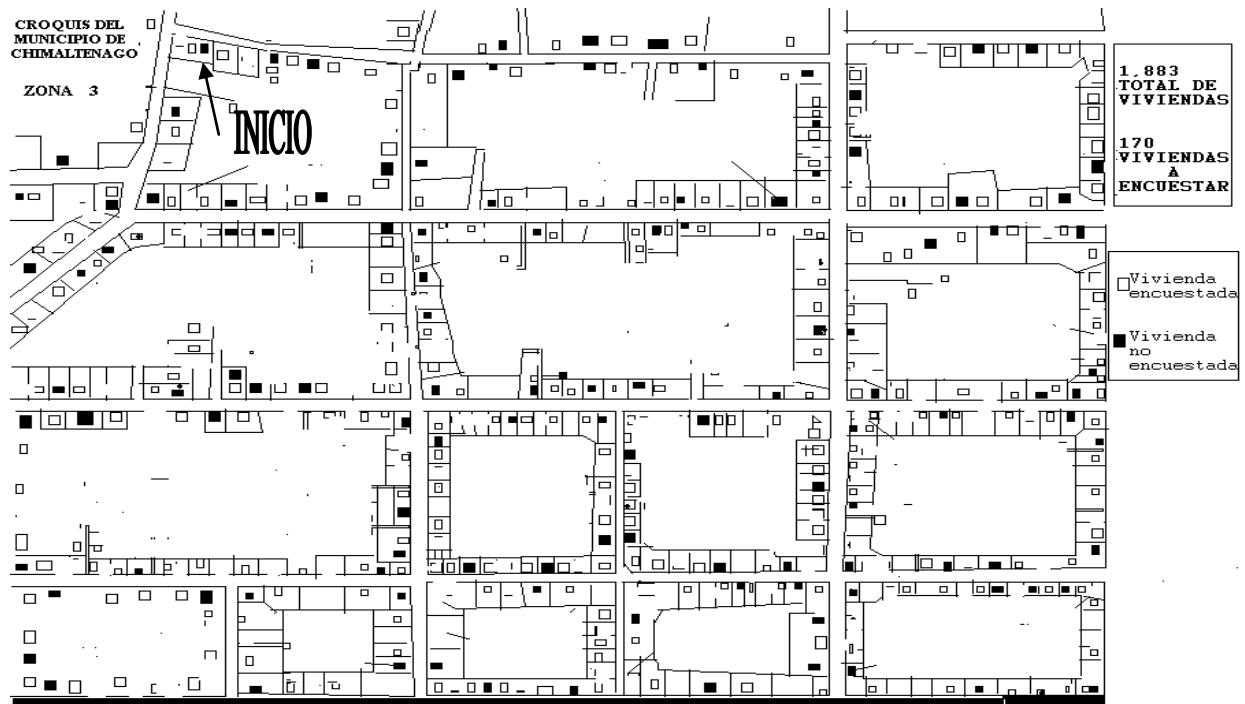 CROQUIS DEL
MUNICIPIO DE
CHIMALTENAGO
ZONA 3
INICIO
1,883
TOTAL DE
VIVIENDAS
170
VIVIENDAS
A
ENCUESTAR
Vivienda
encuestada
Vivienda
no
encuestada